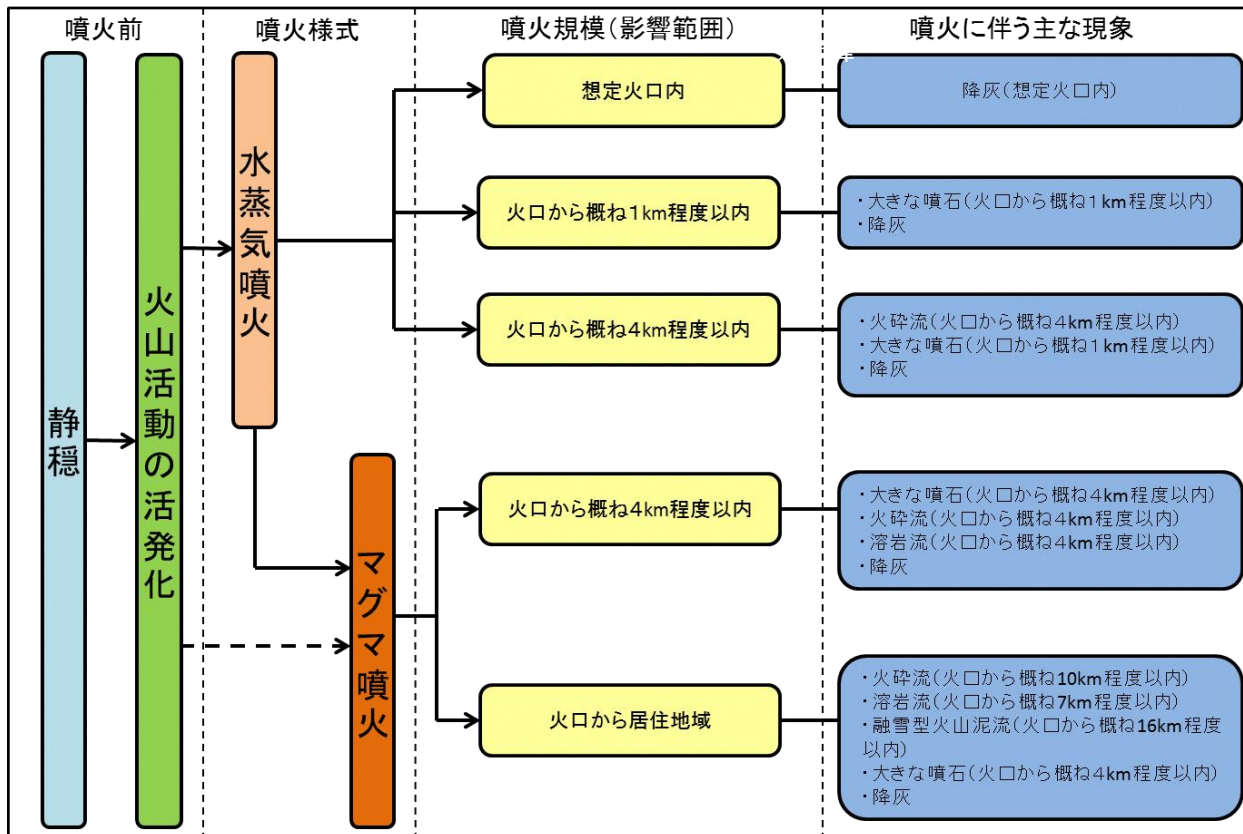 噴火前
噴火様式
噴火規模(影響範囲)
噴火に伴う主な現象
静穏
火山活動の活発化
水蒸気噴火
マグマ噴火
想定火口内
降灰(想定火口内)
火口から概ね1km程度以内
・大きな噴石(火口から概ね1km程度以内)
・降灰
火口から概ね4km程度以内
・火砕流(火口から概ね4km程度以内)
・大きな噴石(火口から概ね1km程度以内)
・降灰
火口から概ね4km程度以内
・大きな噴石(火口から概ね4km程度以内)
・火砕流(火口から概ね4km程度以内)
・溶岩流(火口から概ね4km程度以内)
・降灰
火口から居住地域
・火砕流(火口から概ね10km程度以内)
・溶岩流(火口から概ね7km程度以内)
・融雪型火山泥流(火口から概ね16km程度
以内)
・大きな噴石(火口から概ね4km程度以内)
・降灰